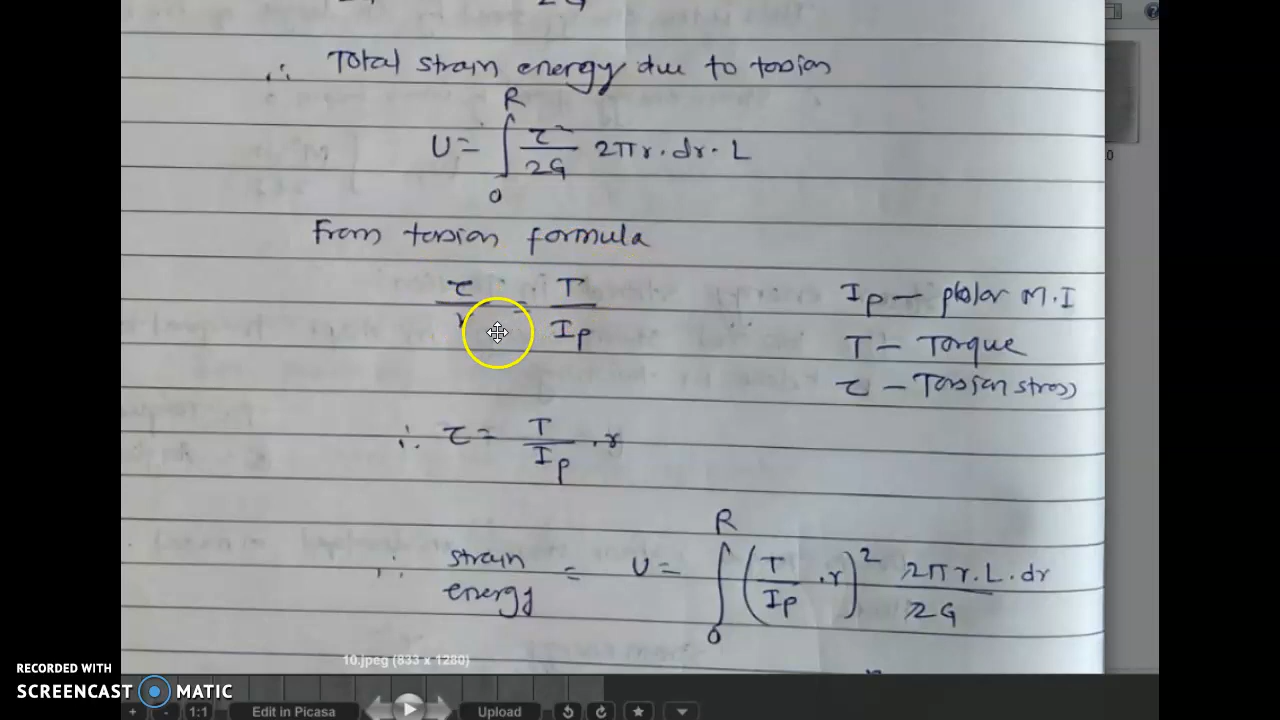 2G
∴ Total strain energy due to torsion
U = ∫₀ᴿ τ²/2G 2πr.dr.L
From torsion formula
τ/r = T/Ip
Ip – polar M.I
T – Torque
τ – Torsion stress
∴ τ = T/Ip .r
∴ strain energy = U = ∫₀ᴿ (T/Ip .r)² 2πr.L.dr/2G
10.jpeg (833 x 1280)
RECORDED WITH
SCREENCAST MATIC
1:1 Edit in Picasa Upload